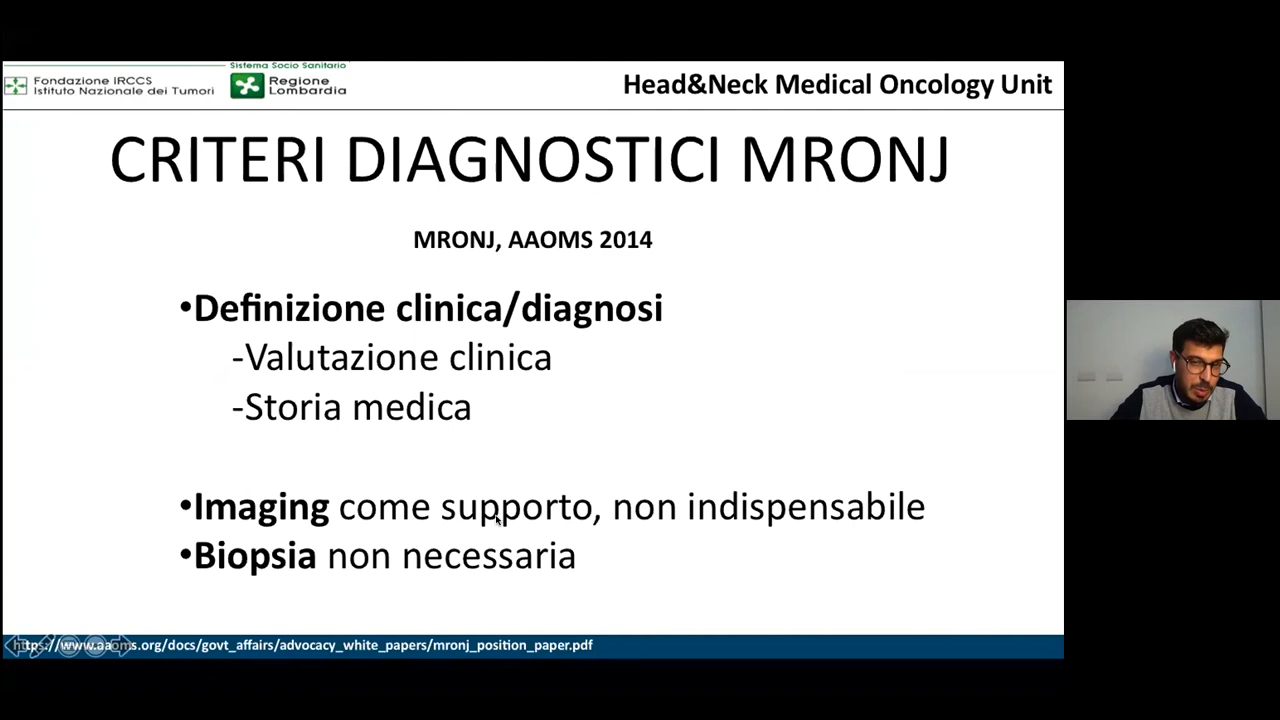 Sistema Socio Sanitario
Fondazione IRCCS
Istituto Nazionale dei Tumori
Regione
Lombardia
Head&Neck Medical Oncology Unit
CRITERI DIAGNOSTICI MRONJ
MRONJ, AAOMS 2014
•Definizione clinica/diagnosi
-Valutazione clinica
-Storia medica
•Imaging come supporto, non indispensabile
•Biopsia non necessaria
https://www.aaoms.org/docs/govt_affairs/advocacy_white_papers/mronj_position_paper.pdf